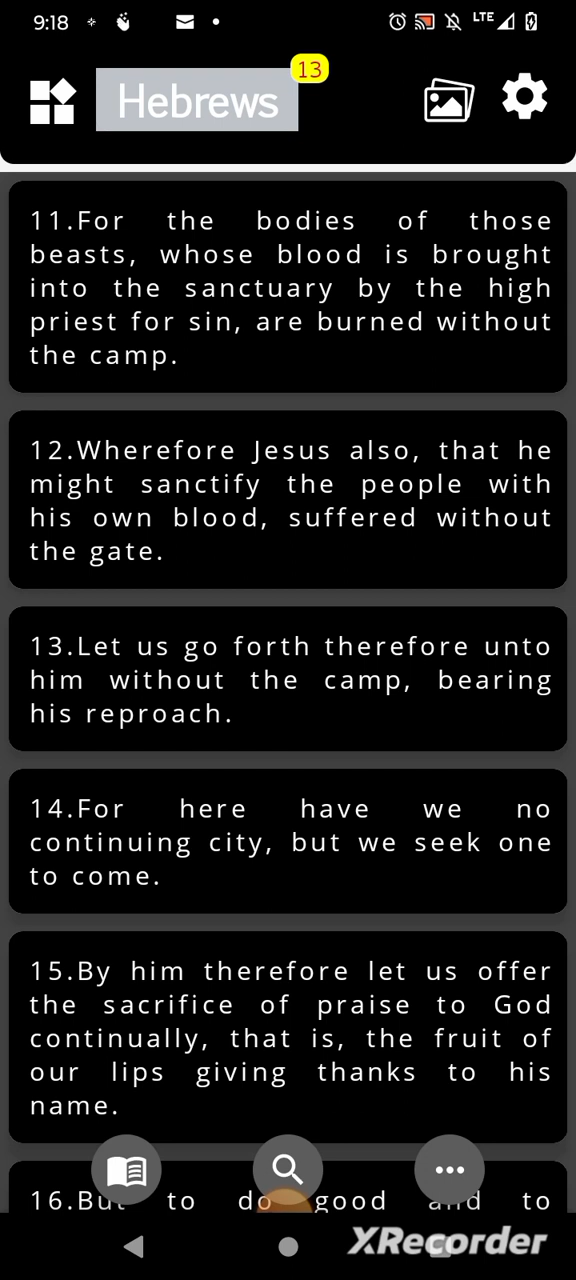 9:18
LTE
Hebrews
13
11.For the bodies of those
beasts, whose blood is brought
into the sanctuary by the high
priest for sin, are burned without
the camp.
12.Wherefore Jesus also, that he
might sanctify the people with
his own blood, suffered without
the gate.
13.Let us go forth therefore unto
him without the camp, bearing
his reproach.
14.For here have we no
continuing city, but we seek one
to come.
15.By him therefore let us offer
the sacrifice of praise to God
continually, that is, the fruit of
our lips giving thanks to his
name.
16.But to do good and to
XRecorder